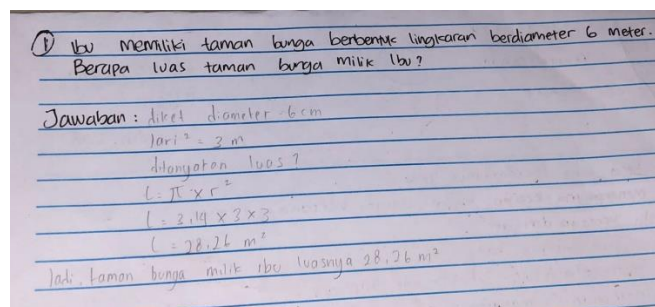 ① Ibu memiliki taman bunga berbentuk lingkaran berdiameter 6 meter.
Berapa luas taman bunga milik Ibu?
Jawaban : diket diameter 6 cm
Jari² = 3 m
ditanyakan luas?
L = π × r²
L = 3,14 × 3 × 3
L = 28,26 m²
Jadi, taman bunga milik ibu luasnya 28,26 m²